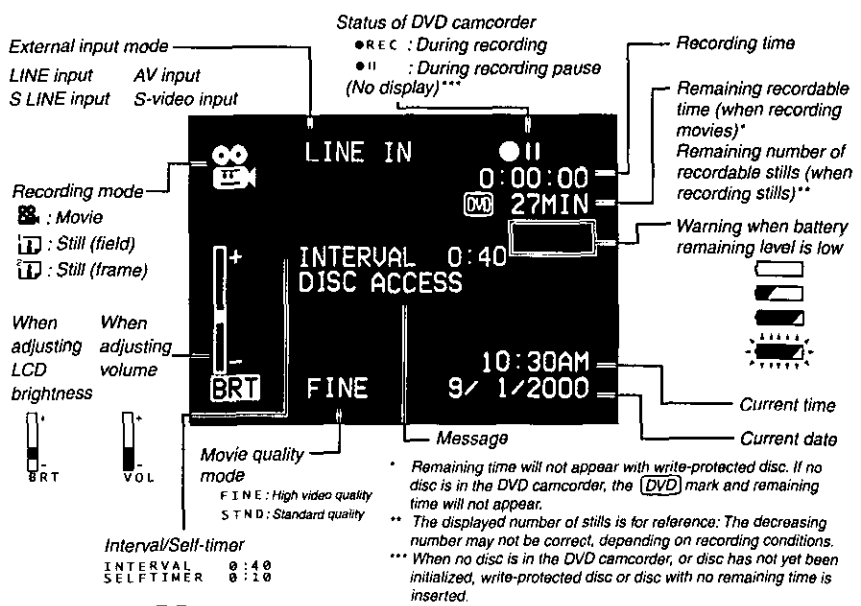 Status of DVD camcorder
●REC : During recording
●II : During recording pause
(No display)***
External input mode
LINE input AV input
S LINE input S-video input
Recording time
Remaining recordable
time (when recording
movies)*
Remaining number of
recordable stills (when
recording stills)**
Warning when battery
remaining level is low
Recording mode
: Movie
: Still (field)
: Still (frame)
LINE IN ●II
0:00:00
DVD 27MIN
INTERVAL 0:40
DISC ACCESS
+
-
BRT
FINE
10:30AM
9/ 1/2000
When
adjusting
LCD
brightness
When
adjusting
volume
+
-
BRT
+
-
VOL
Current time
Current date
Message
Movie quality
mode
FINE: High video quality
STND: Standard quality
Interval/Self-timer
INTERVAL 0:40
SELFTIMER 0:10
* Remaining time will not appear with write-protected disc. If no
disc is in the DVD camcorder, the DVD mark and remaining
time will not appear.
** The displayed number of stills is for reference: The decreasing
number may not be correct, depending on recording conditions.
*** When no disc is in the DVD camcorder, or disc has not yet been
initialized, write-protected disc or disc with no remaining time is
inserted.